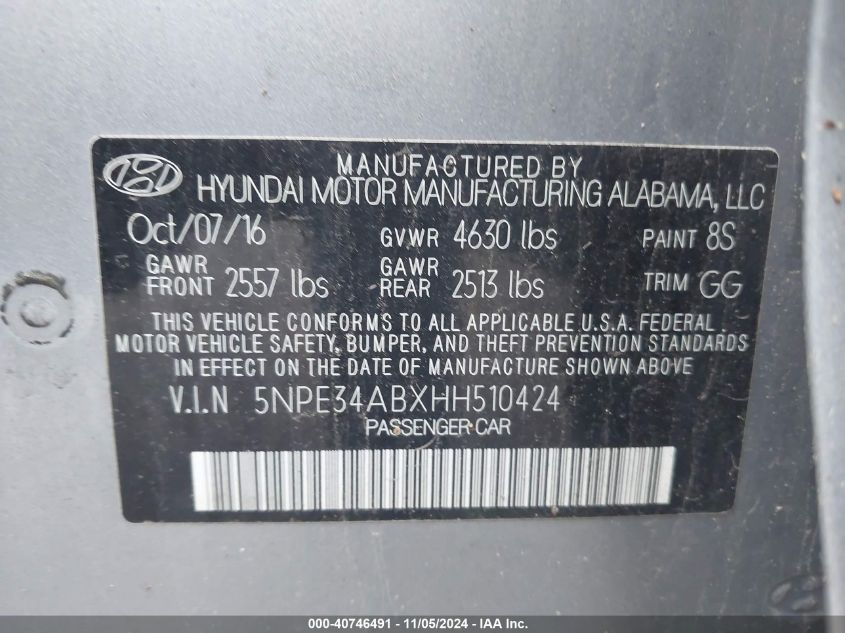 MANUFACTURED BY
HYUNDAI MOTOR MANUFACTURING ALABAMA, LLC
Oct/07/16 GVWR 4630 lbs PAINT 8S
GAWR FRONT 2557 lbs GAWR REAR 2513 lbs TRIM GG
THIS VEHICLE CONFORMS TO ALL APPLICABLE U.S.A. FEDERAL
MOTOR VEHICLE SAFETY, BUMPER, AND THEFT PREVENTION STANDARDS
IN EFFECT ON THE DATE OF MANUFACTURE SHOWN ABOVE
V.I.N 5NPE34ABXHH510424
PASSENGER CAR
000-40746491 - 11/05/2024 - Copyright IAA, Inc.